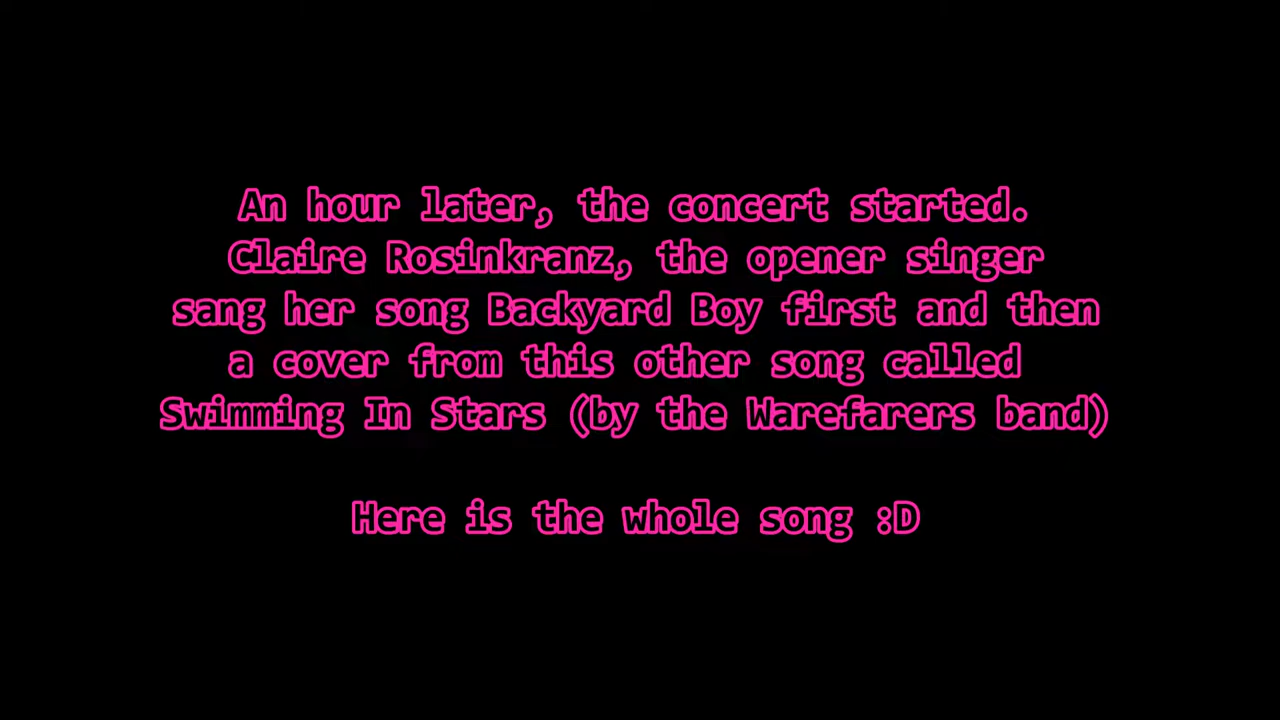 An hour later, the concert started.
Claire Rosinkranz, the opener singer
sang her song Backyard Boy first and then
a cover from this other song called
Swimming In Stars (by the Warefarers band)
Here is the whole song :D